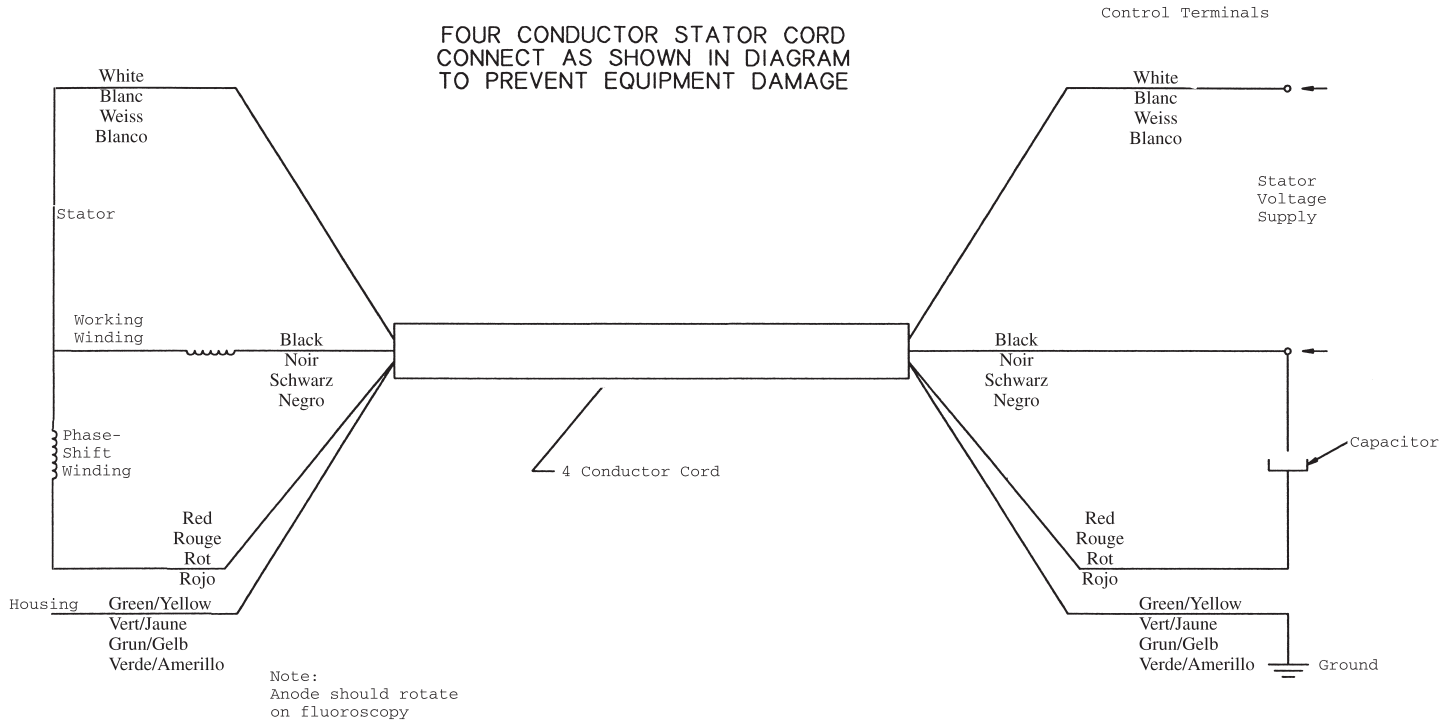 Control Terminals
FOUR CONDUCTOR STATOR CORD
CONNECT AS SHOWN IN DIAGRAM
TO PREVENT EQUIPMENT DAMAGE
White
Blanc
Weiss
Blanco
White
Blanc
Weiss
Blanco
Stator
Stator
Voltage
Supply
Working
Winding
Black
Noir
Schwarz
Negro
Black
Noir
Schwarz
Negro
Phase-
Shift
Winding
4 Conductor Cord
Capacitor
Red
Rouge
Rot
Rojo
Red
Rouge
Rot
Rojo
Housing
Green/Yellow
Vert/Jaune
Grun/Gelb
Verde/Amerillo
Green/Yellow
Vert/Jaune
Grun/Gelb
Verde/Amerillo
Ground
Note:
Anode should rotate
on fluoroscopy